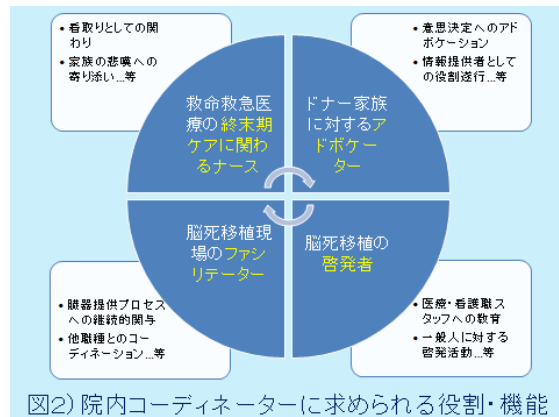 ・看取りとしての関
わり
・家族の悲嘆への
寄り添い…等
・意思決定へのアド
ボケーション
・情報提供者として
の役割遂行…等
救命救急医
療の終末期
ケアに関わ
るナース
ドナー家族
に対するア
ドボケー
ター
脳死移植現
場のファシ
リテーター
脳死移植の
啓発者
・臓器提供プロセス
への継続的関与
・他職種とのコー
ディネーション…等
・医療・看護職ス
タッフへの教育
・一般人に対する
啓発活動…等
図2) 院内コーディネーターに求められる役割・機能